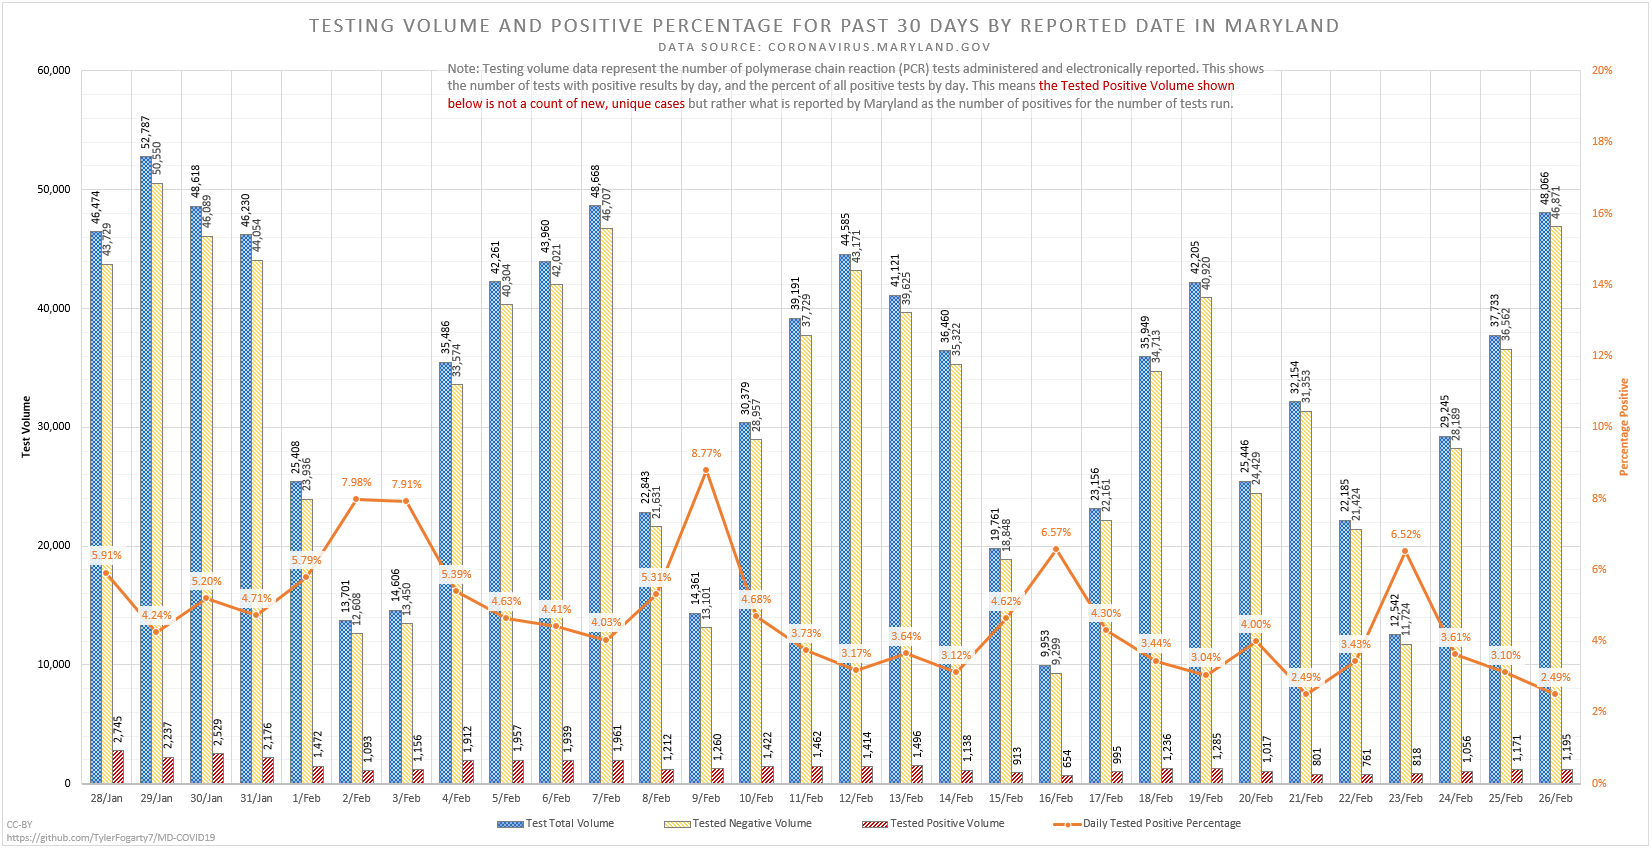 TESTING VOLUME AND POSITIVE PERCENTAGE FOR PAST 30 DAYS BY REPORTED DATE IN MARYLAND
DATA SOURCE: CORONAVIRUS.MARYLAND.GOV
Note: Testing volume data represent the number of polymerase chain reaction (PCR) tests administered and electronically reported. This shows
the number of tests with positive results by day, and the percent of all positive tests by day. This means the Tested Positive Volume shown
below is not a count of new, unique cases but rather what is reported by Maryland as the number of positives for the number of tests run.
Test Volume
60,000
50,000
40,000
30,000
20,000
10,000
0
Percentage Positive
20%
18%
16%
14%
12%
10%
8%
6%
4%
2%
0%
46,474 43,729 5.91% 2,745
52,787 50,550 4.24% 2,237
48,618 46,089 5.20% 2,529
46,230 44,054 4.71% 2,176
25,408 23,936 5.79% 1,472
13,701 12,608 7.98% 1,093
14,606 13,450 7.91% 1,156
35,486 33,574 5.39% 1,912
42,261 40,304 4.63% 1,957
43,960 42,021 4.41% 1,939
48,668 46,707 4.03% 1,961
22,843 21,631 5.31% 1,212
14,361 13,101 8.77% 1,260
30,379 28,957 4.68% 1,422
39,191 37,729 3.73% 1,462
44,585 43,171 3.17% 1,414
41,121 39,625 3.64% 1,496
36,460 35,322 3.12% 1,138
19,761 18,848 4.62% 913
9,953 9,299 6.57% 654
23,156 22,161 4.30% 995
35,949 34,713 3.44% 1,236
42,205 40,920 3.04% 1,285
25,446 24,429 4.00% 1,017
32,154 31,353 2.49% 801
22,185 21,424 3.43% 761
12,542 11,724 6.52% 818
29,245 28,189 3.61% 1,056
37,733 36,562 3.10% 1,171
48,066 46,871 2.49% 1,195
28/Jan 29/Jan 30/Jan 31/Jan 1/Feb 2/Feb 3/Feb 4/Feb 5/Feb 6/Feb 7/Feb 8/Feb 9/Feb 10/Feb 11/Feb 12/Feb 13/Feb 14/Feb 15/Feb 16/Feb 17/Feb 18/Feb 19/Feb 20/Feb 21/Feb 22/Feb 23/Feb 24/Feb 25/Feb 26/Feb
Test Total Volume Tested Negative Volume Tested Positive Volume Daily Tested Positive Percentage
CC-BY
https://github.com/TylerFogarty7/MD-COVID19